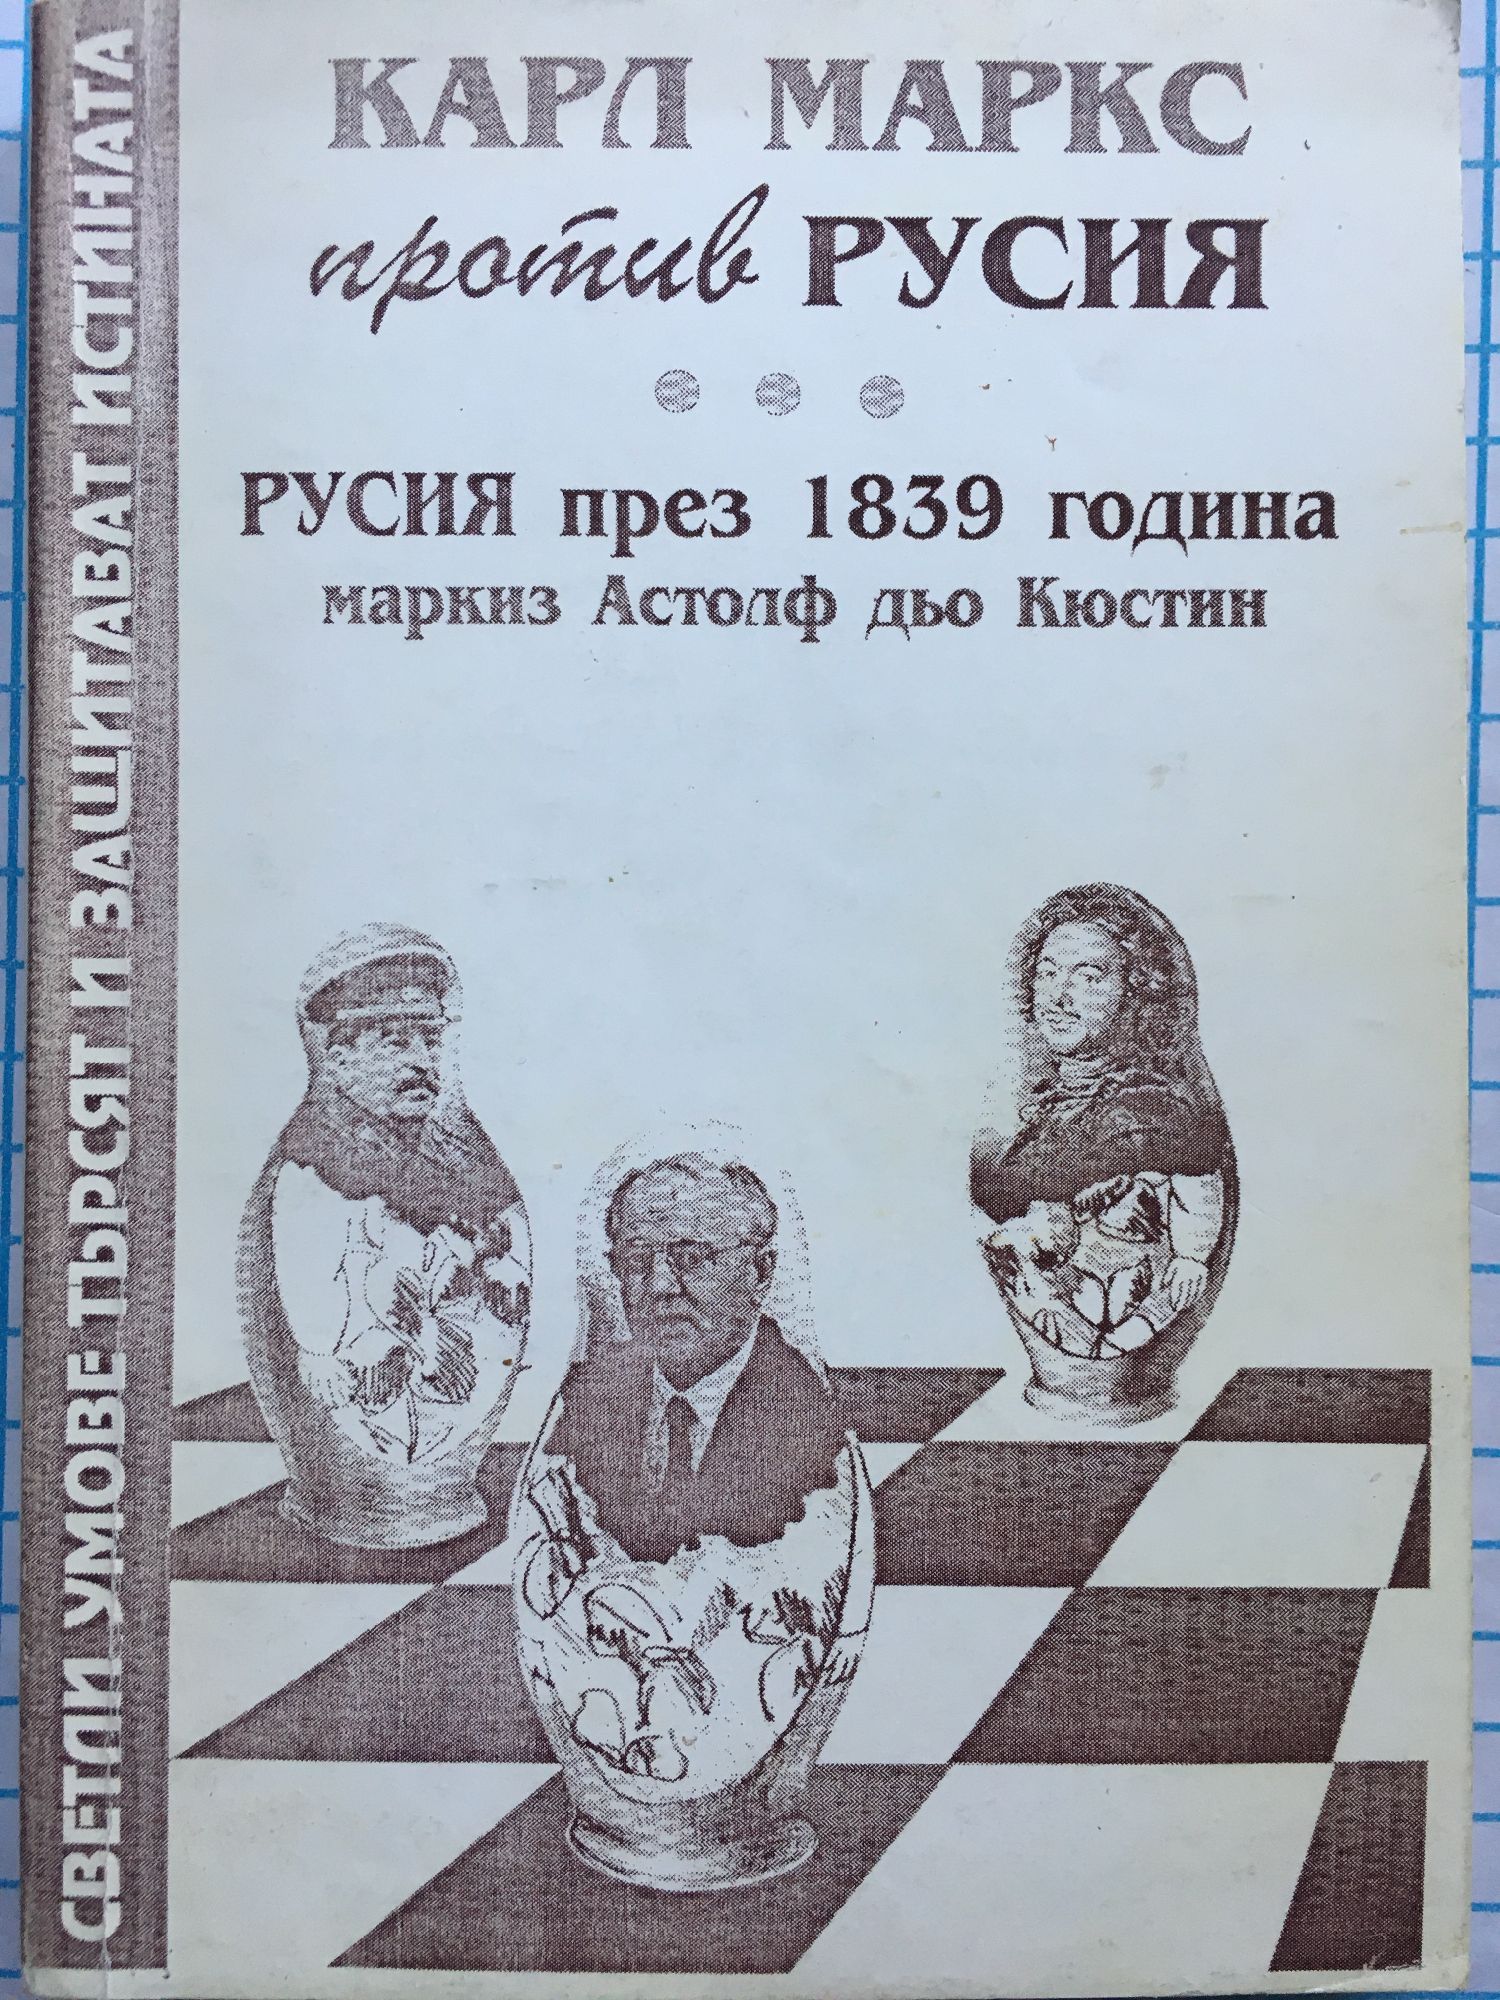 СВЕТЛИ УМОВЕ ТЪРСЯТ И ЗАЩИТАВАТ ИСТИНАТА
КАРЛ МАРКС
против РУСИЯ
РУСИЯ през 1839 година
маркиз Астолф дьо Кюстин